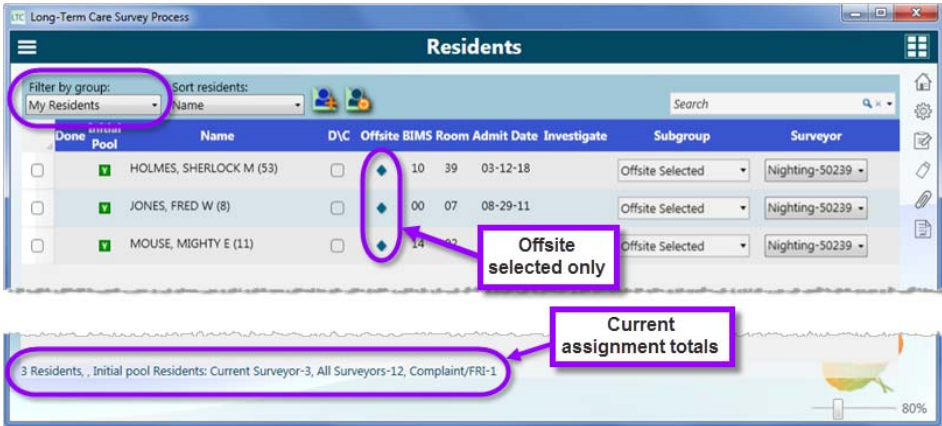 LTC Long-Term Care Survey Process
Residents
Filter by group: Sort residents:
My Residents Name Search
Done Initial Pool Name D\C Offsite BIMS Room Admit Date Investigate Subgroup Surveyor
Y HOLMES, SHERLOCK M (53) 10 39 03-12-18 Offsite Selected Nighting-50239
Y JONES, FRED W (8) 00 07 08-29-11 Offsite Selected Nighting-50239
Y MOUSE, MIGHTY E (11) 14 Offsite Selected Nighting-50239
Offsite
selected only
Current
assignment totals
3 Residents, , Initial pool Residents: Current Surveyor-3, All Surveyors-12, Complaint/FRI-1
80%